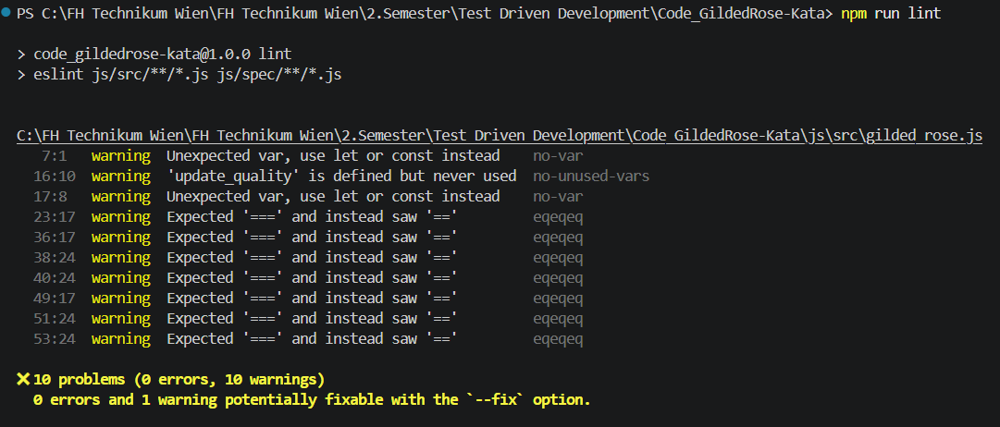 PS C:\FH Technikum Wien\FH Technikum Wien\2.Semester\Test Driven Development\Code_GildedRose-Kata> npm run lint
> code_gildedrose-kata@1.0.0 lint
> eslint js/src/**/*.js js/spec/**/*.js
C:\FH Technikum Wien\FH Technikum Wien\2.Semester\Test Driven Development\Code_GildedRose-Kata\js\src\gilded_rose.js
7:1 warning Unexpected var, use let or const instead no-var
16:10 warning 'update_quality' is defined but never used no-unused-vars
17:8 warning Unexpected var, use let or const instead no-var
23:17 warning Expected '===' and instead saw '==' eqeqeq
36:17 warning Expected '===' and instead saw '==' eqeqeq
38:24 warning Expected '===' and instead saw '==' eqeqeq
40:24 warning Expected '===' and instead saw '==' eqeqeq
49:17 warning Expected '===' and instead saw '==' eqeqeq
51:24 warning Expected '===' and instead saw '==' eqeqeq
53:24 warning Expected '===' and instead saw '==' eqeqeq
✖ 10 problems (0 errors, 10 warnings)
0 errors and 1 warning potentially fixable with the `--fix` option.